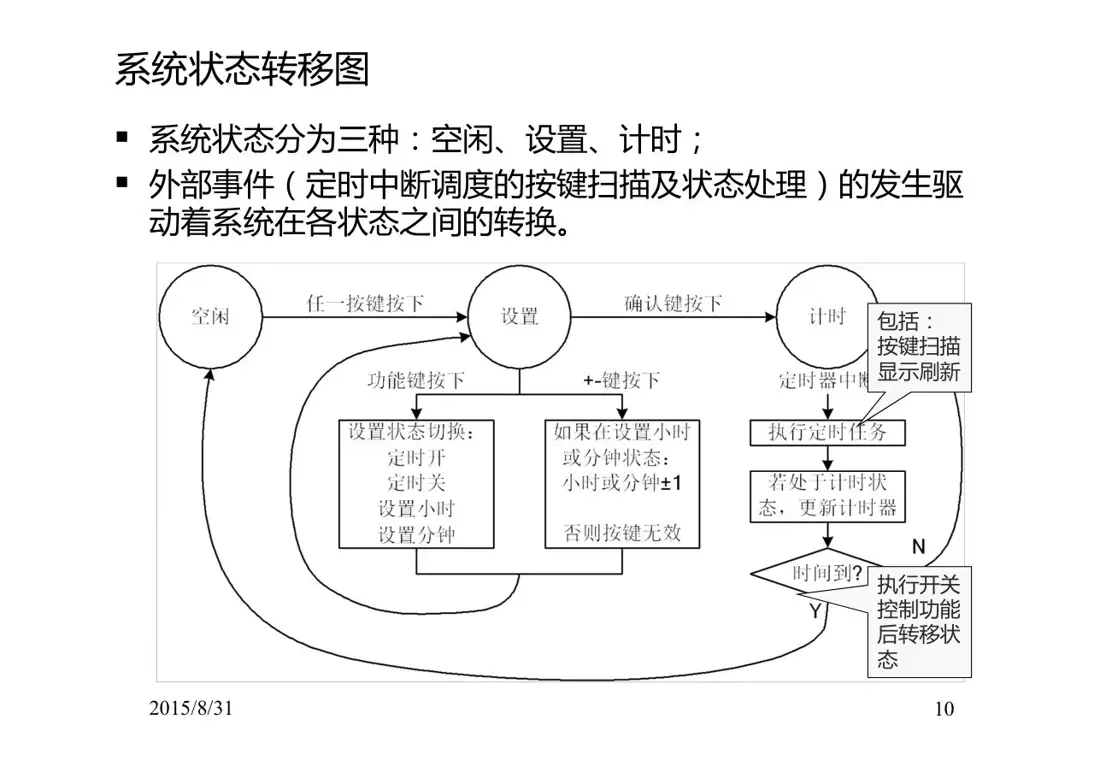 系统状态转移图
▪ 系统状态分为三种：空闲、设置、计时；
▪ 外部事件（定时中断调度的按键扫描及状态处理）的发生驱
动着系统在各状态之间的转换。
空闲
任一按键按下
设置
确认键按下
计时
包括：
按键扫描
显示刷新
功能键按下
+-键按下
定时器中断
设置状态切换：
定时开
定时关
设置小时
设置分钟
如果在设置小时
或分钟状态：
小时或分钟±1
否则按键无效
执行定时任务
若处于计时状
态，更新计时器
N
时间到?
Y
执行开关
控制功能
后转移状
态
2015/8/31
10